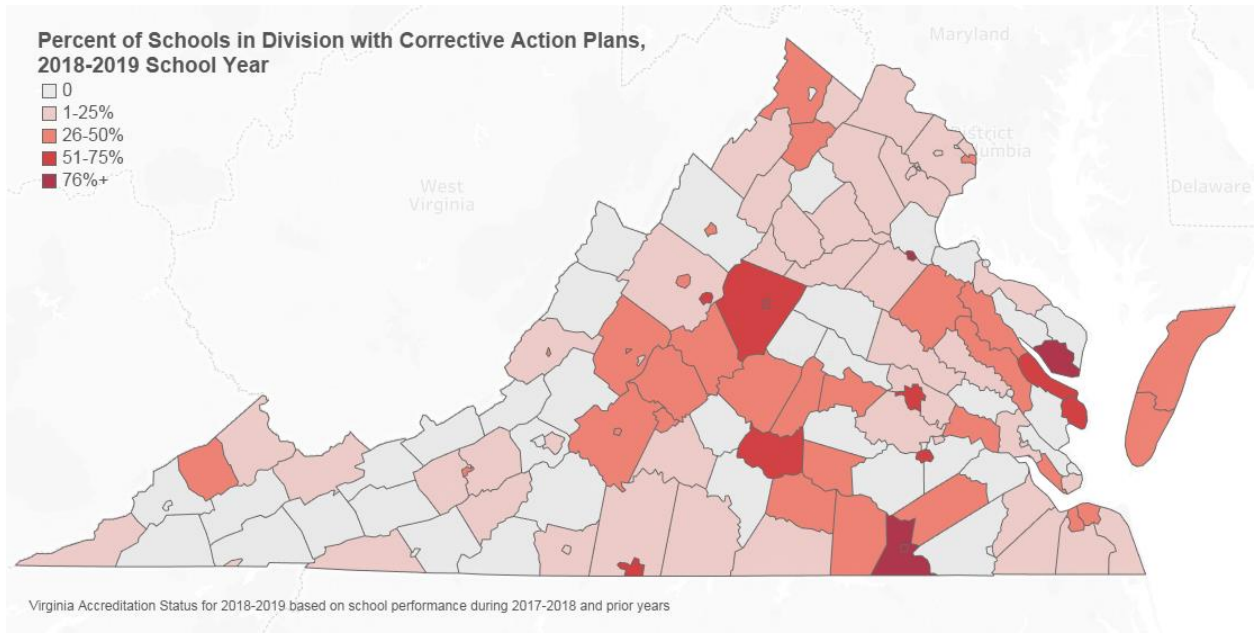 Percent of Schools in Division with Corrective Action Plans,
2018-2019 School Year
0
1-25%
26-50%
51-75%
76%+
Maryland
District
Columbia
West
Virginia
Delaware
Virginia Accreditation Status for 2018-2019 based on school performance during 2017-2018 and prior years